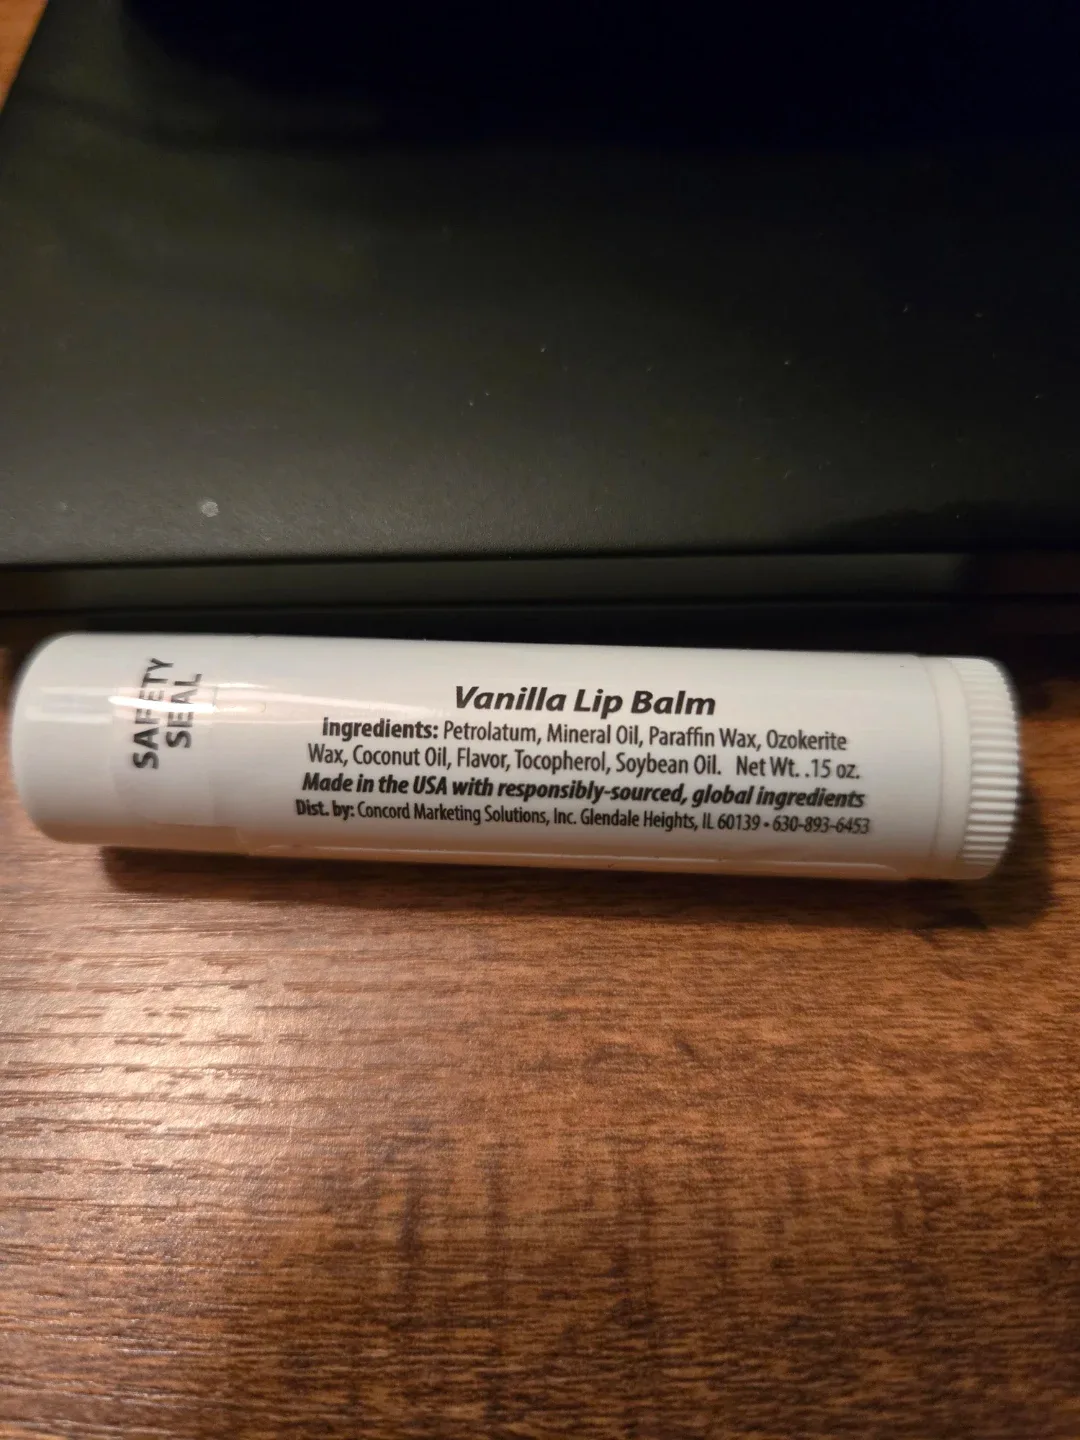 SAFETY
SEAL
Vanilla Lip Balm
Ingredients: Petrolatum, Mineral Oil, Paraffin Wax, Ozokerite
Wax, Coconut Oil, Flavor, Tocopherol, Soybean Oil. Net Wt. .15 oz.
Made in the USA with responsibly-sourced, global ingredients
Dist. by: Concord Marketing Solutions, Inc. Glendale Heights, IL 60139 • 630-893-6453